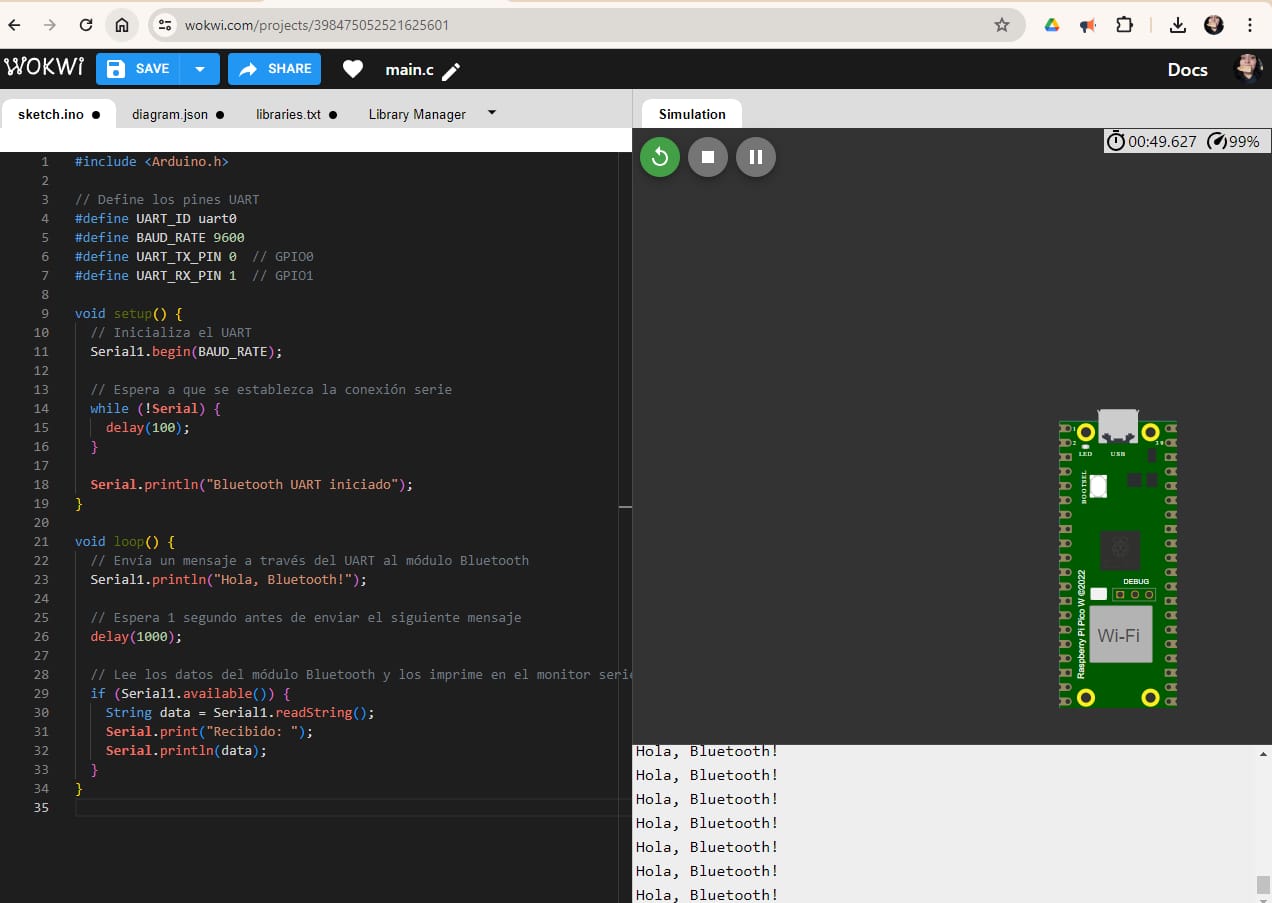 wokwi.com/projects/398475052521625601
WOKWI SAVE SHARE main.c Docs
sketch.ino diagram.json libraries.txt Library Manager
1 #include <Arduino.h>
2
3 // Define los pines UART
4 #define UART_ID uart0
5 #define BAUD_RATE 9600
6 #define UART_TX_PIN 0 // GPIO0
7 #define UART_RX_PIN 1 // GPIO1
8
9 void setup() {
10 // Inicializa el UART
11 Serial1.begin(BAUD_RATE);
12
13 // Espera a que se establezca la conexión serie
14 while (!Serial) {
15 delay(100);
16 }
17
18 Serial.println("Bluetooth UART iniciado");
19 }
20
21 void loop() {
22 // Envía un mensaje a través del UART al módulo Bluetooth
23 Serial1.println("Hola, Bluetooth!");
24
25 // Espera 1 segundo antes de enviar el siguiente mensaje
26 delay(1000);
27
28 // Lee los datos del módulo Bluetooth y los imprime en el monitor serie
29 if (Serial1.available()) {
30 String data = Serial1.readString();
31 Serial.print("Recibido: ");
32 Serial.println(data);
33 }
34 }
35
Simulation
00:49.627 99%
1
2
39
LED USB
BOOTSEL
DEBUG
Raspberry Pi Pico W ©2022
Wi-Fi
Hola, Bluetooth!
Hola, Bluetooth!
Hola, Bluetooth!
Hola, Bluetooth!
Hola, Bluetooth!
Hola, Bluetooth!
Hola, Bluetooth!